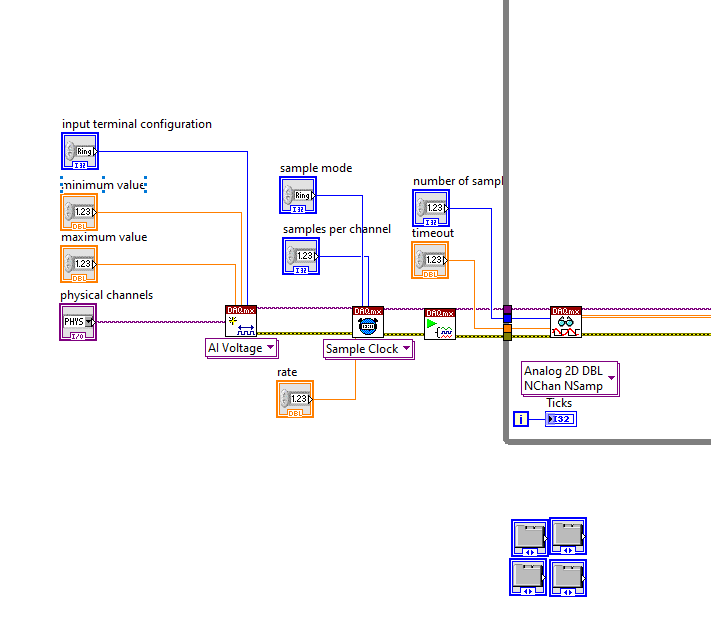 input terminal configuration
Ring
I32
minimum value
1.23
DBL
maximum value
1.23
DBL
physical channels
PHYS
I/O
sample mode
Ring
I32
samples per channel
1.23
I32
number of sampl
1.23
I32
timeout
1.23
DBL
DAQmx
AI Voltage
DAQmx
Sample Clock
DAQmx
DAQmx
rate
1.23
DBL
Analog 2D DBL
NChan NSamp
Ticks
i
I32